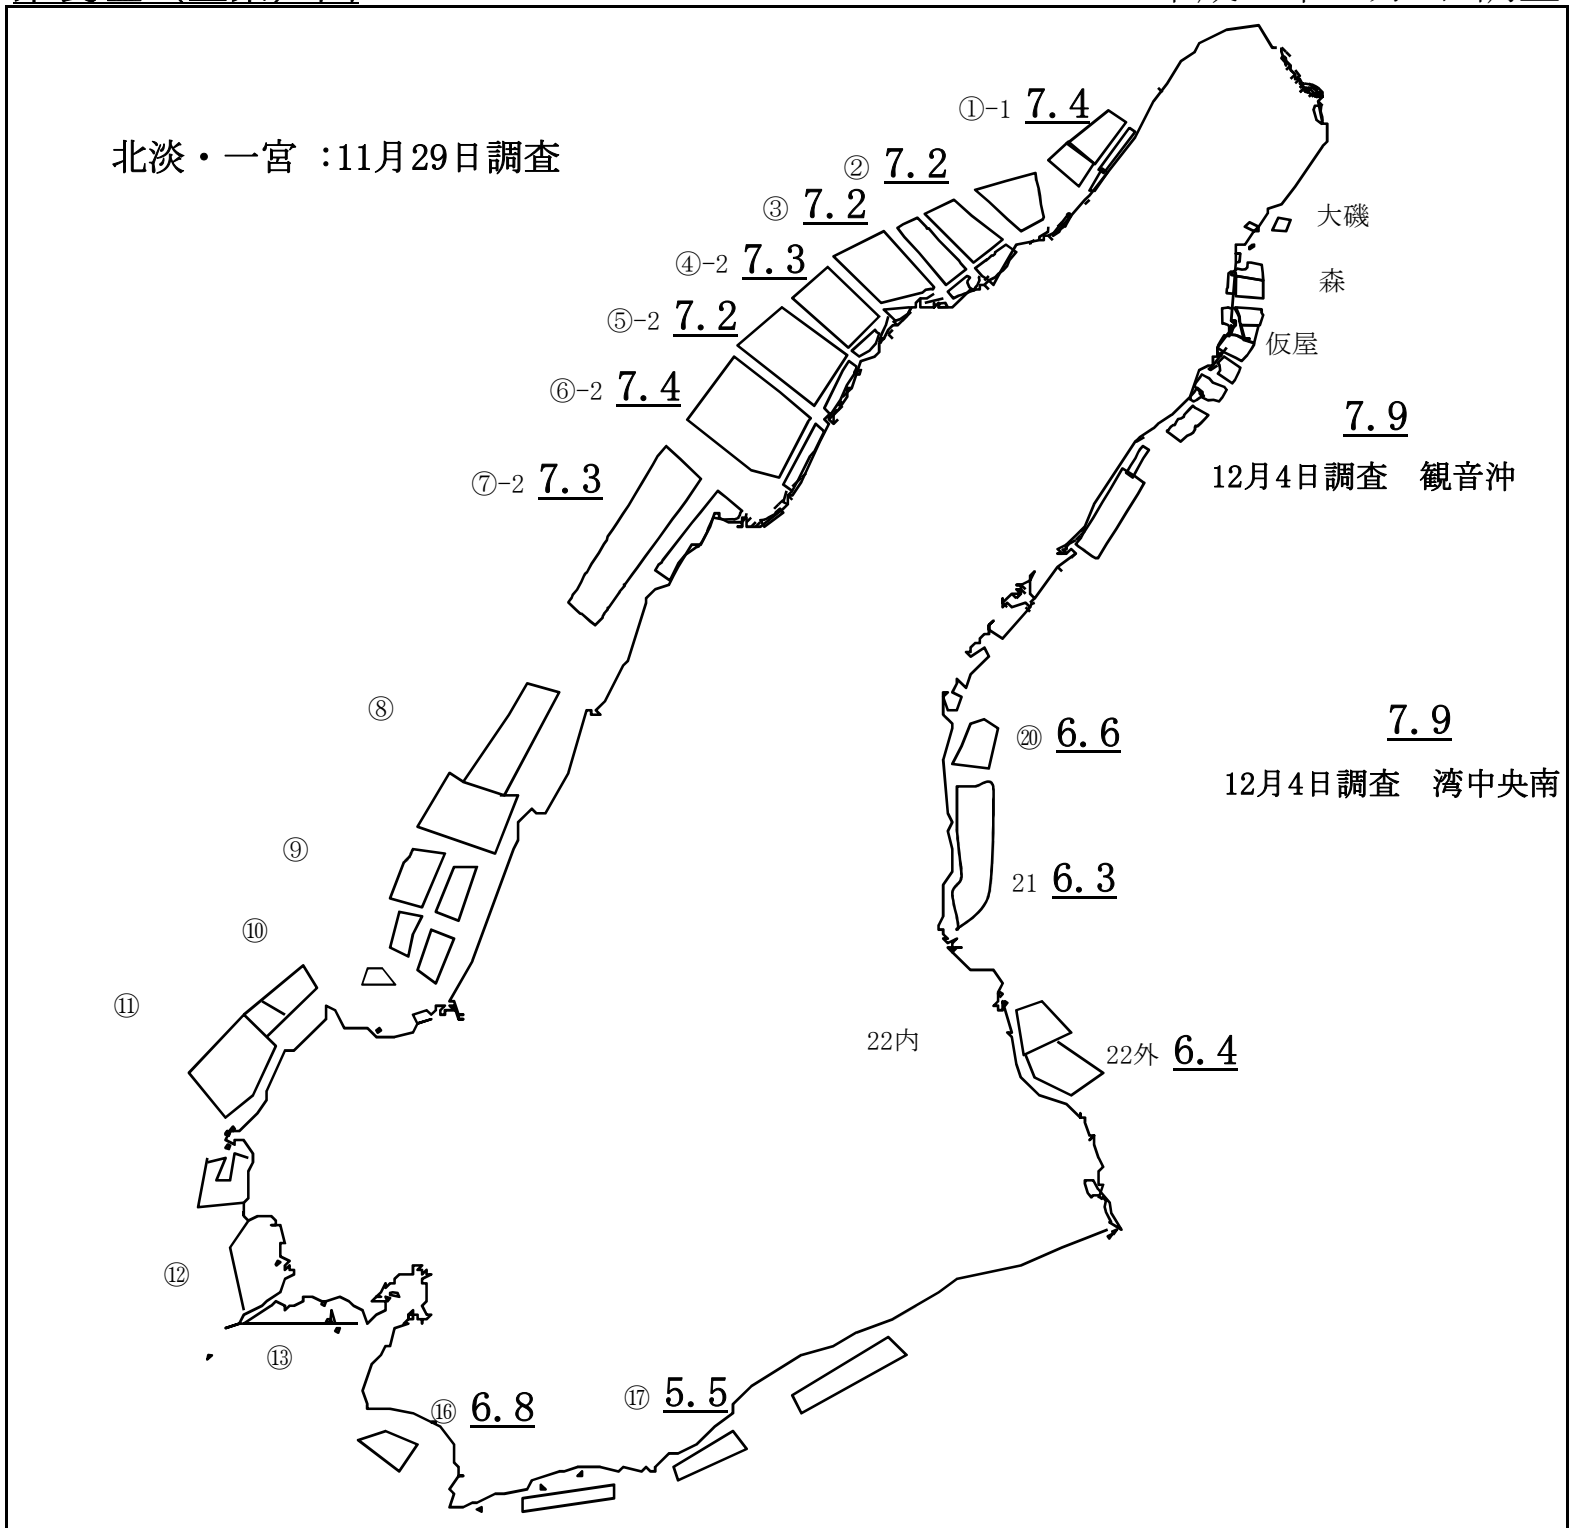 ①-1 7.4
北淡・一宮 :11月29日調査
② 7.2
③ 7.2
大磯
④-2 7.3
森
⑤-2 7.2
仮屋
⑥-2 7.4
7.9
12月4日調査 観音沖
⑦-2 7.3
⑧
7.9
⑳ 6.6
12月4日調査 湾中央南
⑨
21 6.3
⑩
⑪
22内
22外 6.4
⑫
⑬
⑯ 6.8
⑰ 5.5